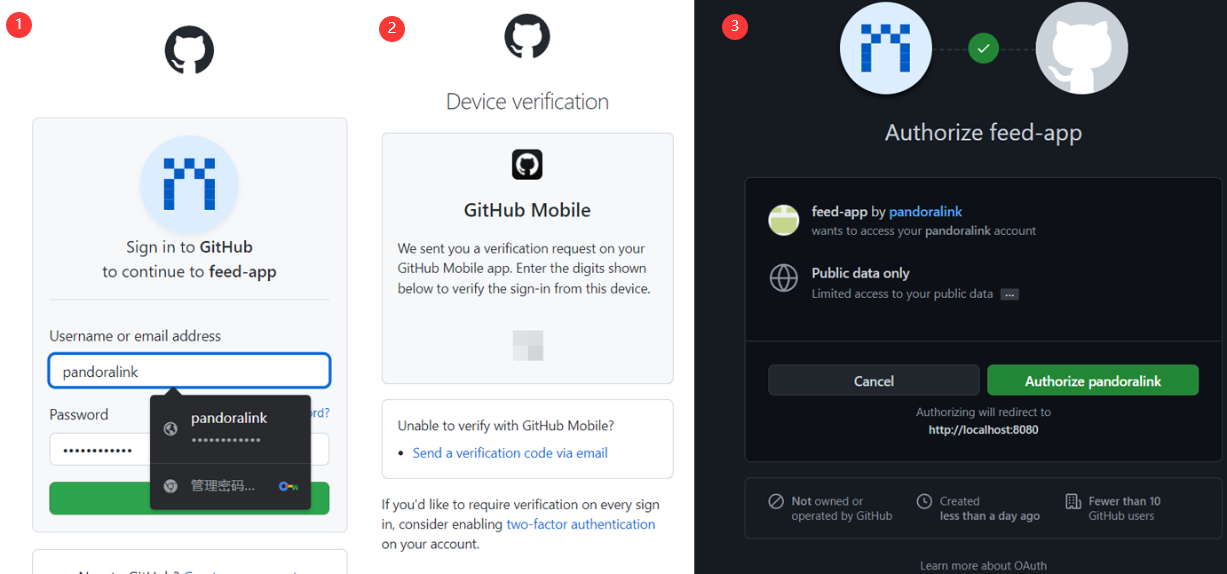 1
Sign in to GitHub
to continue to feed-app
Username or email address
pandoralink
Password
rd?
••••••••••••
pandoralink
••••••••••••
管理密码...
2
Device verification
GitHub Mobile
We sent you a verification request on your
GitHub Mobile app. Enter the digits shown
below to verify the sign-in from this device.
Unable to verify with GitHub Mobile?
• Send a verification code via email
If you'd like to require verification on every sign
in, consider enabling two-factor authentication
on your account.
3
Authorize feed-app
feed-app by pandoralink
wants to access your pandoralink account
Public data only
Limited access to your public data ...
Cancel
Authorize pandoralink
Authorizing will redirect to
http://localhost:8080
Not owned or
operated by GitHub
Created
less than a day ago
Fewer than 10
GitHub users
Learn more about OAuth